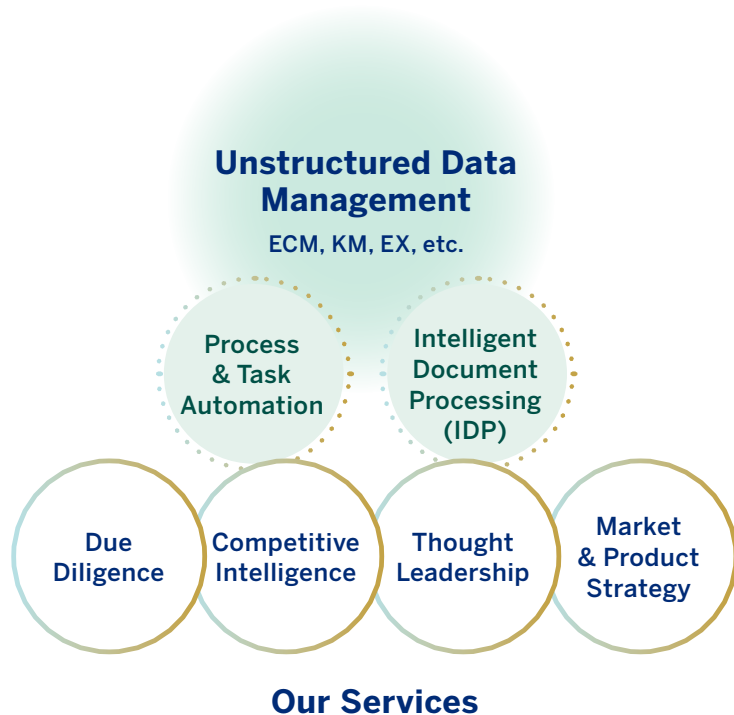 Unstructured Data
Management
ECM, KM, EX, etc.
Process
& Task
Automation
Intelligent
Document
Processing
(IDP)
Due
Diligence
Competitive
Intelligence
Thought
Leadership
Market
& Product
Strategy
Our Services